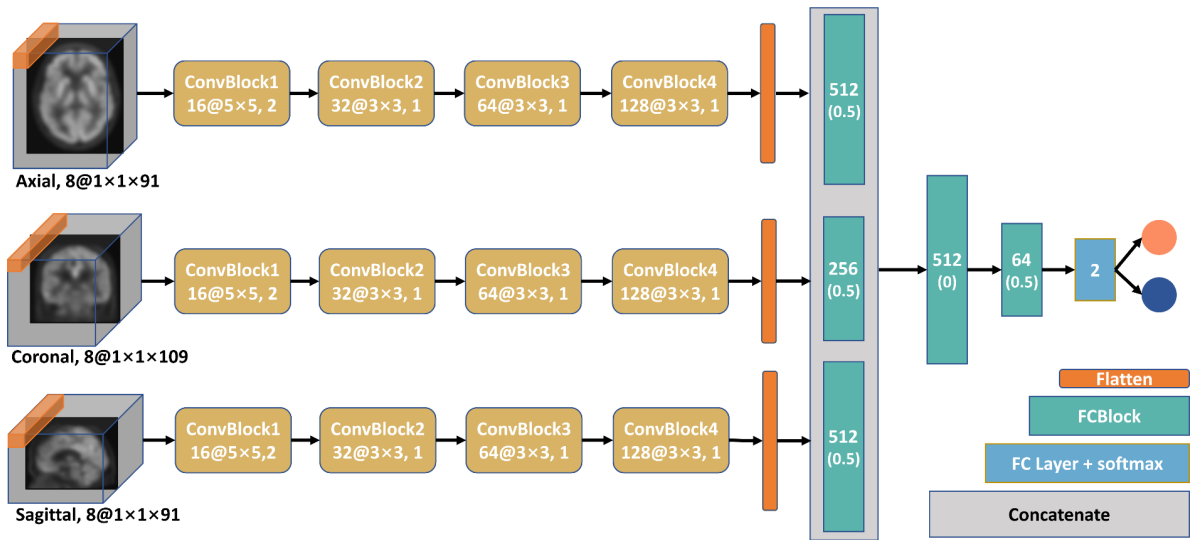 ConvBlock1
16@5×5, 2
ConvBlock2
32@3×3, 1
ConvBlock3
64@3×3, 1
ConvBlock4
128@3×3, 1
512
(0.5)
Axial, 8@1×1×91
ConvBlock1
16@5×5, 2
ConvBlock2
32@3×3, 1
ConvBlock3
64@3×3, 1
ConvBlock4
128@3×3, 1
256
(0.5)
512
(0)
64
(0.5)
2
Coronal, 8@1×1×109
ConvBlock1
16@5×5,2
ConvBlock2
32@3×3, 1
ConvBlock3
64@3×3, 1
ConvBlock4
128@3×3, 1
512
(0.5)
Sagittal, 8@1×1×91
Flatten
FCBlock
FC Layer + softmax
Concatenate